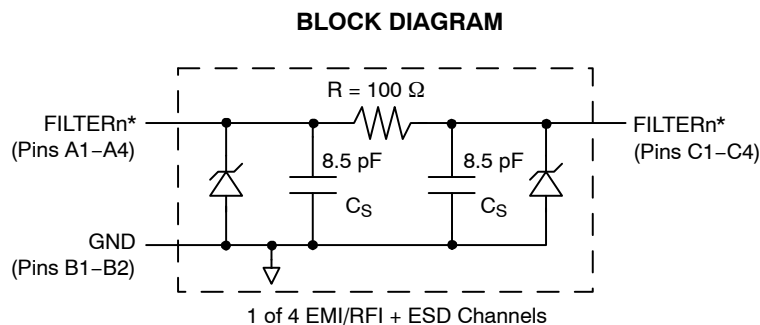 BLOCK DIAGRAM
R = 100 Ω
FILTERn*
(Pins A1–A4)
FILTERn*
(Pins C1–C4)
8.5 pF
8.5 pF
CS
CS
GND
(Pins B1–B2)
1 of 4 EMI/RFI + ESD Channels